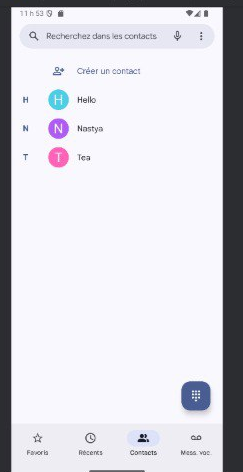 11 h 53
Recherchez dans les contacts
Créer un contact
H H Hello
N N Nastya
T T Tea
Favoris Récents Contacts Mess. voc.